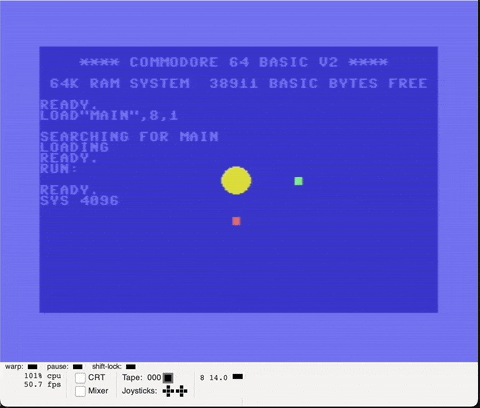 **** COMMODORE 64 BASIC V2 ****
64K RAM SYSTEM 38911 BASIC BYTES FREE
READY.
LOAD"MAIN",8,1
SEARCHING FOR MAIN
LOADING
READY.
RUN:
READY.
SYS 4096
warp: pause: shift-lock:
101% cpu
50.7 fps
CRT
Mixer
Tape: 000
Joysticks:
8 14.0